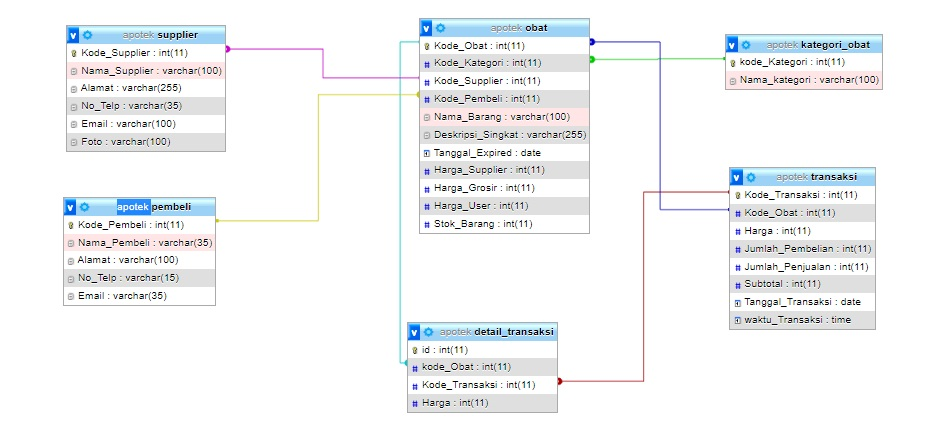 apotek supplier
Kode_Supplier : int(11)
Nama_Supplier : varchar(100)
Alamat : varchar(255)
No_Telp : varchar(35)
Email : varchar(100)
Foto : varchar(100)
apotek obat
Kode_Obat : int(11)
Kode_Kategori : int(11)
Kode_Supplier : int(11)
Kode_Pembeli : int(11)
Nama_Barang : varchar(100)
Deskripsi_Singkat : varchar(255)
Tanggal_Expired : date
Harga_Supplier : int(11)
Harga_Grosir : int(11)
Harga_User : int(11)
Stok_Barang : int(11)
apotek kategori_obat
kode_Kategori : int(11)
Nama_kategori : varchar(100)
apotek pembeli
Kode_Pembeli : int(11)
Nama_Pembeli : varchar(35)
Alamat : varchar(100)
No_Telp : varchar(15)
Email : varchar(35)
apotek transaksi
Kode_Transaksi : int(11)
Kode_Obat : int(11)
Harga : int(11)
Jumlah_Pembelian : int(11)
Jumlah_Penjualan : int(11)
Subtotal : int(11)
Tanggal_Transaksi : date
waktu_Transaksi : time
apotek detail_transaksi
id : int(11)
kode_Obat : int(11)
Kode_Transaksi : int(11)
Harga : int(11)